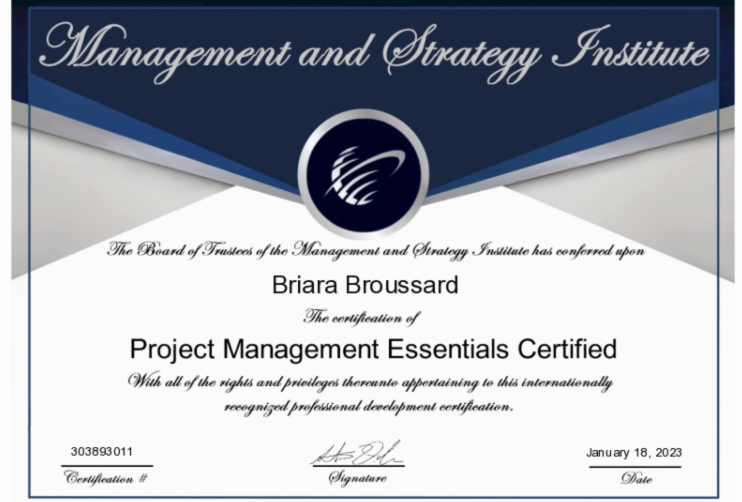 Management and Strategy Institute
The Board of Trustees of the Management and Strategy Institute has conferred upon
Briara Broussard
The certification of
Project Management Essentials Certified
With all of the rights and privileges thereunto appertaining to this internationally
recognized professional development certification.
303893011
January 18, 2023
Certification #
Signature
Date